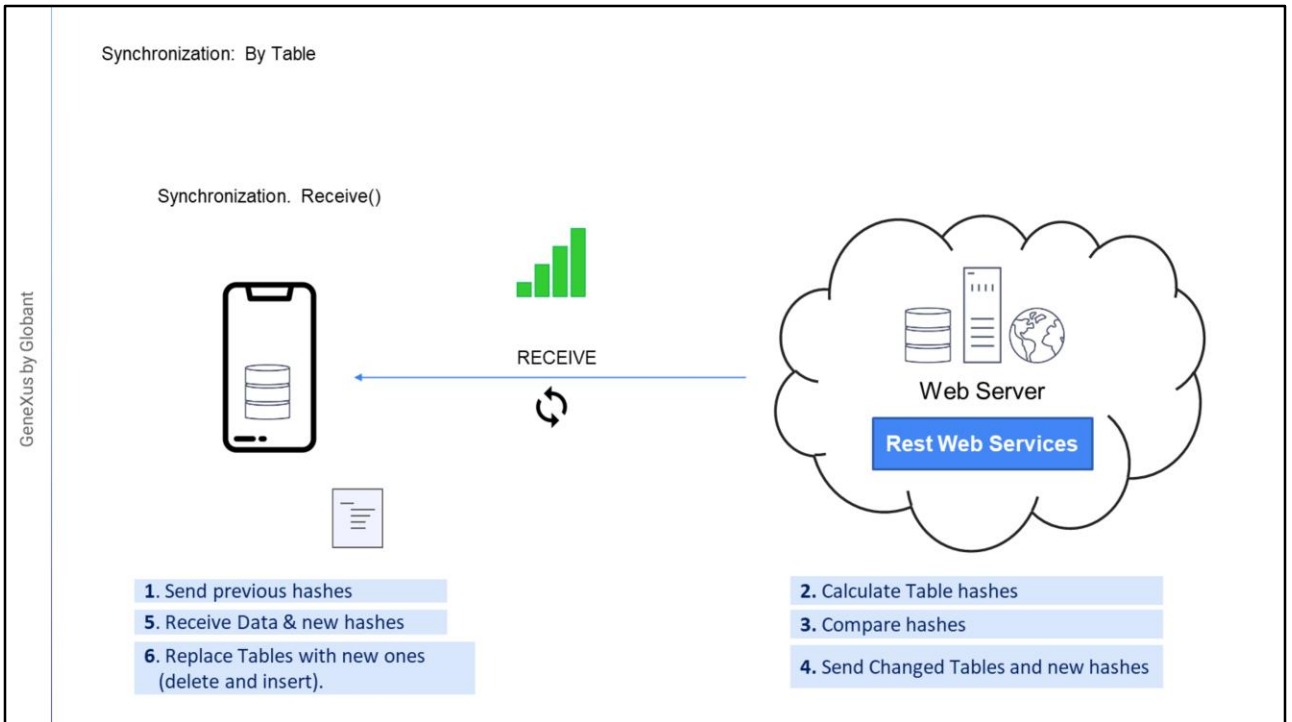 Synchronization: By Table
Synchronization. Receive()
GeneXus by Globant
RECEIVE
Web Server
Rest Web Services
1. Send previous hashes
5. Receive Data & new hashes
6. Replace Tables with new ones
(delete and insert).
2. Calculate Table hashes
3. Compare hashes
4. Send Changed Tables and new hashes